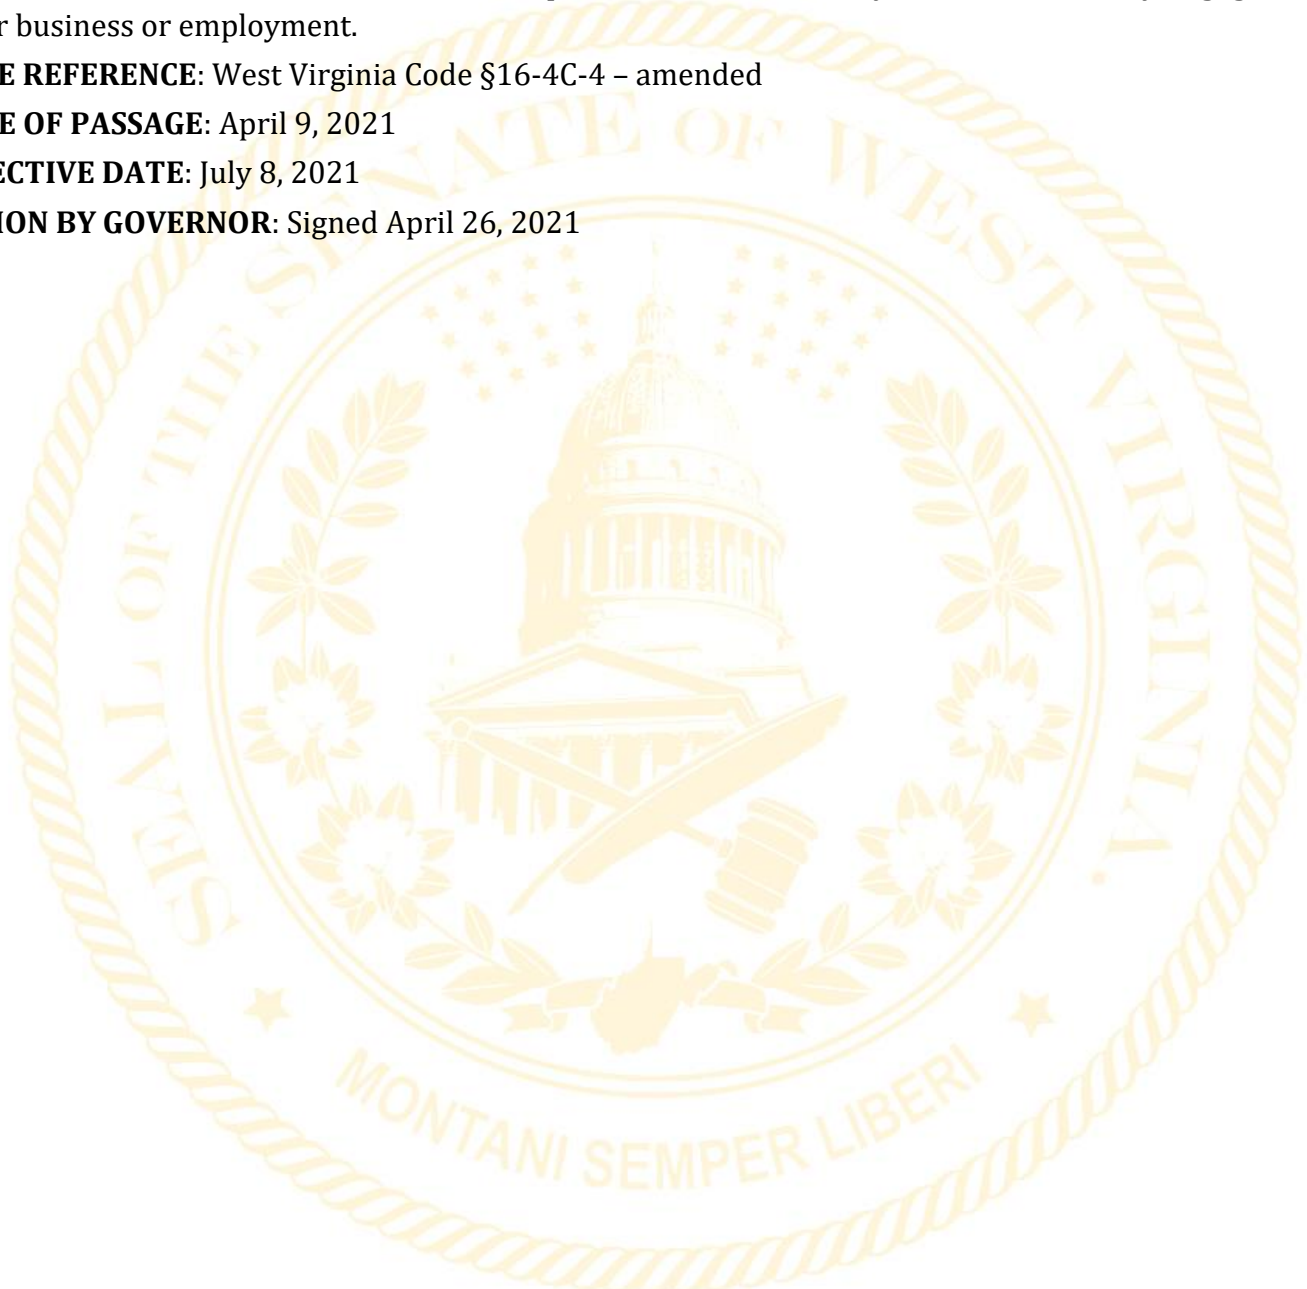 r business or employment.
E REFERENCE: West Virginia Code §16-4C-4 – amended
E OF PASSAGE: April 9, 2021
ECTIVE DATE: July 8, 2021
ION BY GOVERNOR: Signed April 26, 2021
SEAL OF THE SENATE OF WEST VIRGINIA.
MONTANI SEMPER LIBERI